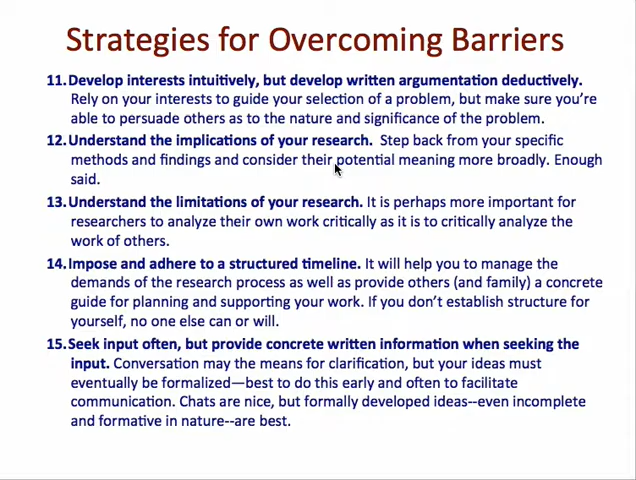 Strategies for Overcoming Barriers
11. Develop interests intuitively, but develop written argumentation deductively.
Rely on your interests to guide your selection of a problem, but make sure you're
able to persuade others as to the nature and significance of the problem.
12. Understand the implications of your research. Step back from your specific
methods and findings and consider their potential meaning more broadly. Enough
said.
13. Understand the limitations of your research. It is perhaps more important for
researchers to analyze their own work critically as it is to critically analyze the
work of others.
14. Impose and adhere to a structured timeline. It will help you to manage the
demands of the research process as well as provide others (and family) a concrete
guide for planning and supporting your work. If you don't establish structure for
yourself, no one else can or will.
15. Seek input often, but provide concrete written information when seeking the
input. Conversation may the means for clarification, but your ideas must
eventually be formalized—best to do this early and often to facilitate
communication. Chats are nice, but formally developed ideas--even incomplete
and formative in nature--are best.